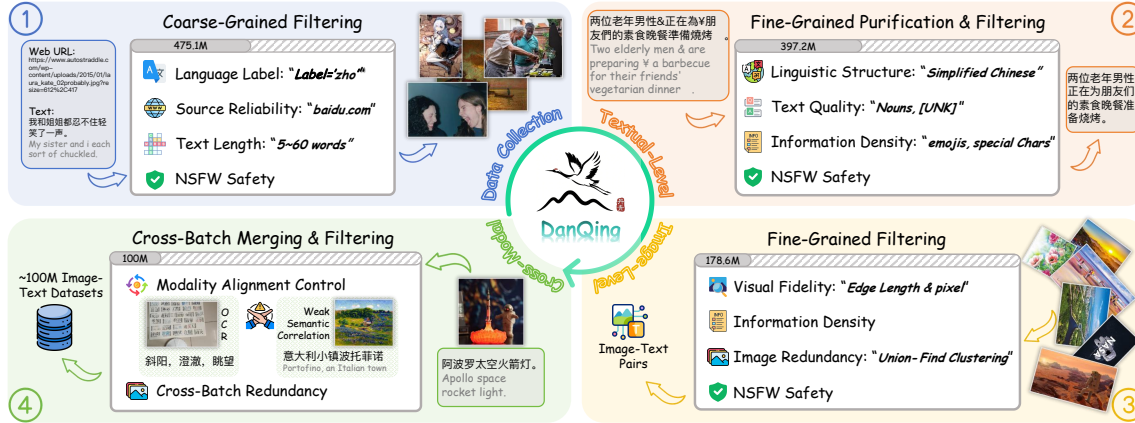 ①
Coarse-Grained Filtering
475.1M
Web URL:
https://www.autostraddle.c
om/wp-
content/uploads/2015/01/la
ura_kate_02probably.jpg?re
size=612%2C417
Text:
我和姐姐都忍不住轻
笑了一声。
My sister and i each
sort of chuckled.
Language Label: "Label='zho'"
Source Reliability: "baidu.com"
Text Length: "5~60 words"
NSFW Safety
Data Collection
②
Fine-Grained Purification & Filtering
397.2M
两位老年男性&正在為¥朋
友們的素食晚餐準備燒烤 。
Two elderly men & are
preparing ¥ a barbecue
for their friends'
vegetarian dinner .
Linguistic Structure: "Simplified Chinese"
Text Quality: "Nouns, [UNK]"
Information Density: "emojis, special Chars"
NSFW Safety
两位老年男性
正在为朋友们
的素食晚餐准
备烧烤。
Textual-Level
DanQing
Image-Level
Cross-Modal
Fine-Grained Filtering
178.6M
Visual Fidelity: "Edge Length & pixel"
Information Density
Image Redundancy: "Union-Find Clustering"
NSFW Safety
Image-Text
Pairs
③
Cross-Batch Merging & Filtering
100M
~100M Image-
Text Datasets
Modality Alignment Control
O
C
R
斜阳，澄澈，眺望
Weak
Semantic
Correlation
意大利小镇波托菲诺
Portofino, an Italian town
Cross-Batch Redundancy
阿波罗太空火箭灯。
Apollo space
rocket light.
④